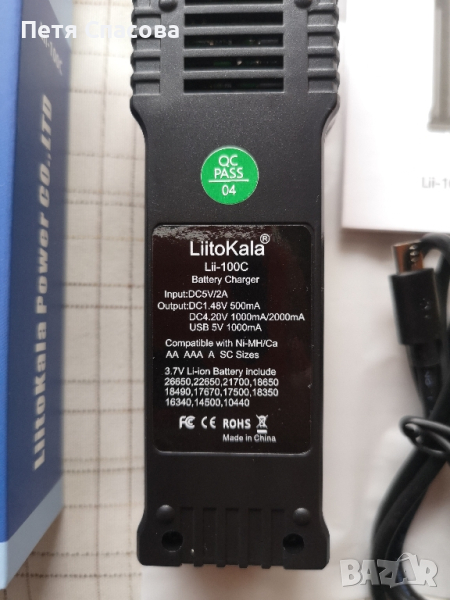 Петя Спасова
Lii-100C
LiitoKala Power CO.,LTD
QC
PASS
04
LiitoKala®
Lii-100C
Battery Charger
Input:DC5V/2A
Output:DC1.48V 500mA
DC4.20V 1000mA/2000mA
USB 5V 1000mA
Compatible with Ni-MH/Ca
AA AAA A SC Sizes
3.7V Li-ion Battery include
26650,22650,21700,18650
18490,17670,17500,18350
16340,14500,10440
FC CE ROHS
Made in China
BAZAR